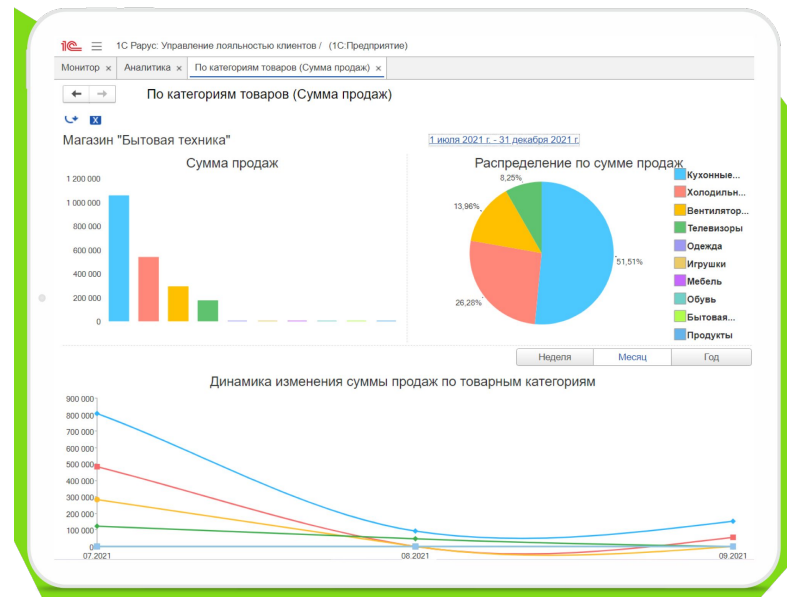 1С 1С Рарус: Управление лояльностью клиентов / (1С:Предприятие)
Монитор × Аналитика × По категориям товаров (Сумма продаж) ×
По категориям товаров (Сумма продаж)
Магазин "Бытовая техника" 1 июля 2021 г. - 31 декабря 2021 г.
Сумма продаж
1 200 000
1 000 000
800 000
600 000
400 000
200 000
0
Распределение по сумме продаж
8,25%
13,96%
51,51%
26,28%
Кухонные...
Холодильн...
Вентилятор...
Телевизоры
Одежда
Игрушки
Мебель
Обувь
Бытовая...
Продукты
Неделя Месяц Год
Динамика изменения суммы продаж по товарным категориям
900 000
800 000
700 000
600 000
500 000
400 000
300 000
200 000
100 000
0
07.2021 08.2021 09.2021